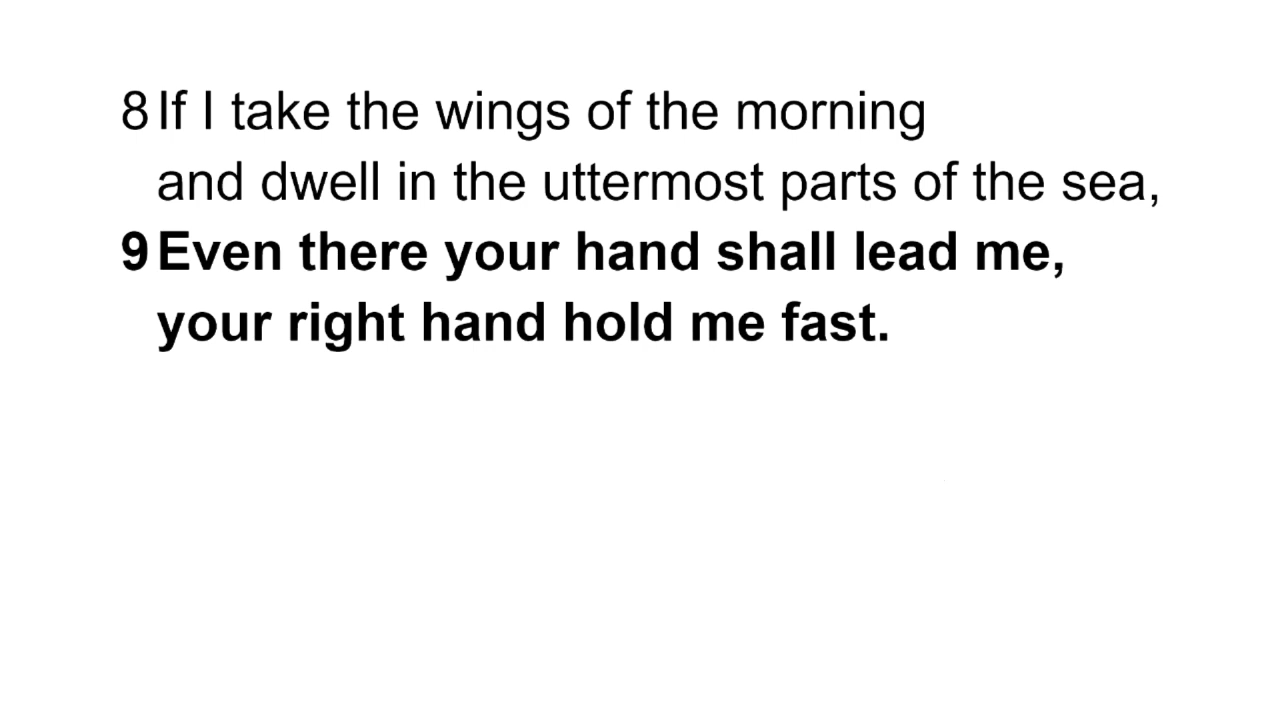 8 If I take the wings of the morning
and dwell in the uttermost parts of the sea,
9 Even there your hand shall lead me,
your right hand hold me fast.